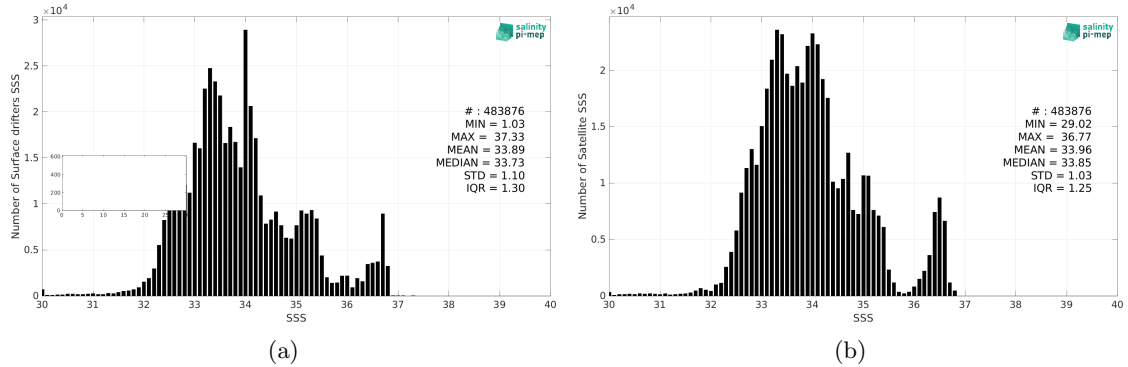 ×10⁴
3
2.5
2
1.5
1
0.5
0
30 31 32 33 34 35 36 37 38 39 40
SSS
Number of Surface drifters SSS
600
400
200
0
0 5 10 15 20 25
salinity
pi-mep
# : 483876
MIN = 1.03
MAX = 37.33
MEAN = 33.89
MEDIAN = 33.73
STD = 1.10
IQR = 1.30
(a)
×10⁴
2
1.5
1
0.5
0
30 31 32 33 34 35 36 37 38 39 40
SSS
Number of Satellite SSS
salinity
pi-mep
# : 483876
MIN = 29.02
MAX = 36.77
MEAN = 33.96
MEDIAN = 33.85
STD = 1.03
IQR = 1.25
(b)